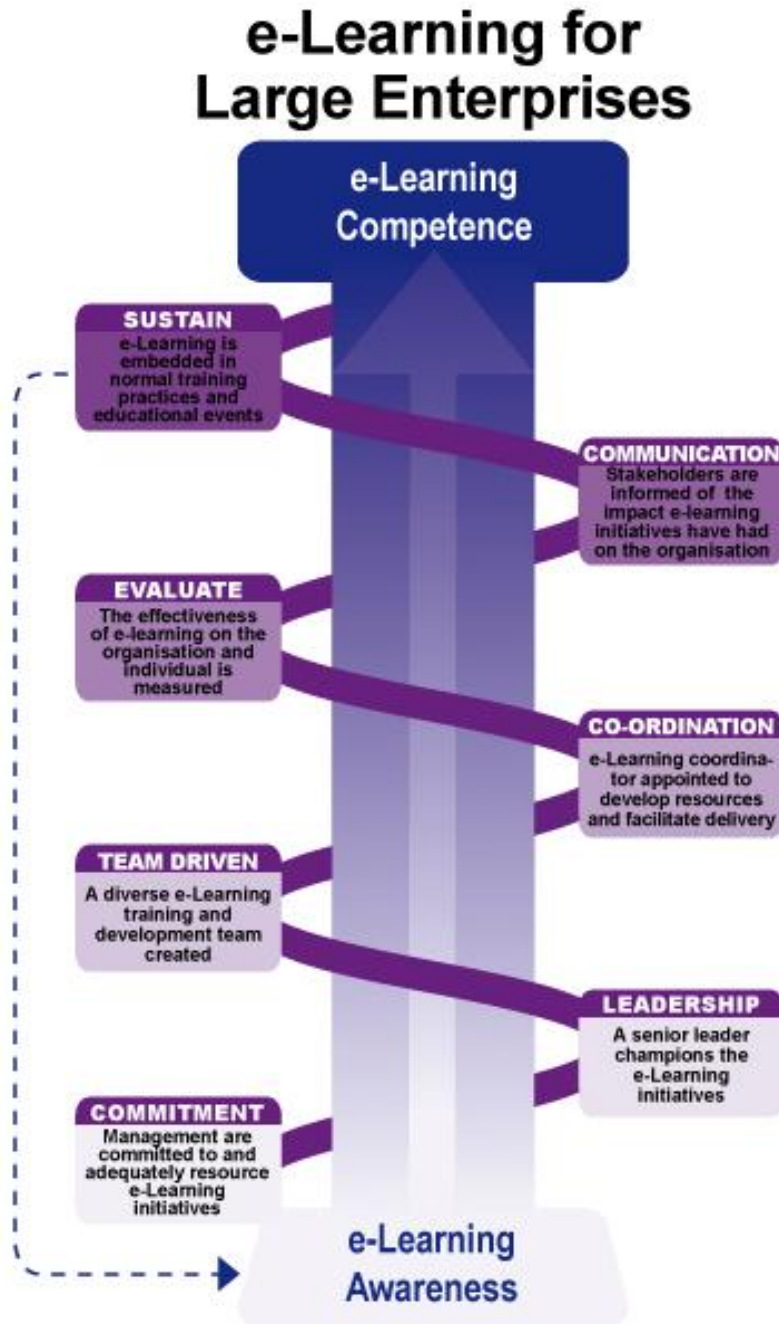 e-Learning for
Large Enterprises
e-Learning
Competence
SUSTAIN
e-Learning is
embedded in
normal training
practices and
educational events
COMMUNICATION
Stakeholders are
informed of the
impact e-learning
initiatives have had
on the organisation
EVALUATE
The effectiveness
of e-learning on the
organisation and
individual is
measured
CO-ORDINATION
e-Learning coordina-
tor appointed to
develop resources
and facilitate delivery
TEAM DRIVEN
A diverse e-Learning
training and
development team
created
LEADERSHIP
A senior leader
champions the
e-Learning
initiatives
COMMITMENT
Management are
committed to and
adequately resource
e-Learning
initiatives
e-Learning
Awareness